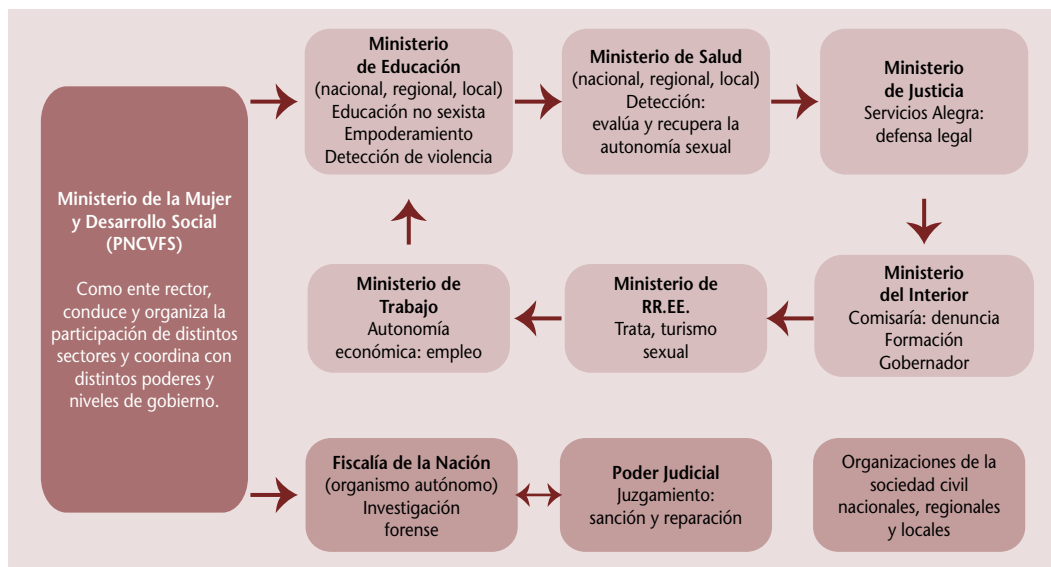 Ministerio de la Mujer
y Desarrollo Social
(PNCVFS)
Como ente rector,
conduce y organiza la
participación de distintos
sectores y coordina con
distintos poderes y
niveles de gobierno.
Ministerio
de Educación
(nacional, regional, local)
Educación no sexista
Empoderamiento
Detección de violencia
Ministerio de Salud
(nacional, regional, local)
Detección:
evalúa y recupera la
autonomía sexual
Ministerio
de Justicia
Servicios Alegra:
defensa legal
Ministerio de
Trabajo
Autonomía
económica: empleo
Ministerio de
RR.EE.
Trata, turismo
sexual
Ministerio
del Interior
Comisaría: denuncia
Formación
Gobernador
Fiscalía de la Nación
(organismo autónomo)
Investigación
forense
Poder Judicial
Juzgamiento:
sanción y reparación
Organizaciones de la
sociedad civil
nacionales, regionales
y locales